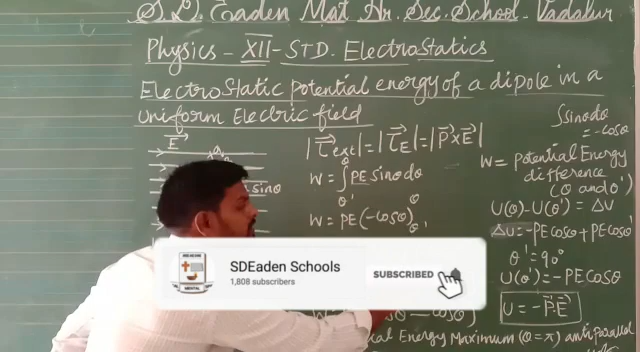 S.D. Eaden Mat Hr. Sec. School - Vadalur
Physics - XII - STD. ElectroStatics
ElectroStatic potential energy of a dipole in a
Uniform Electric field
E⃗
sinθ
|τ⃗ext| = |τ⃗E| = |P⃗×E⃗|
W = ∫θ'θ PE sinθ dθ
W = PE(-cosθ)θ'θ
∫sinθdθ
= -cosθ
W = potential Energy
difference
(θ and θ')
U(θ) - U(θ') = ΔU
ΔU = -PE cosθ + PE cosθ'
θ' = 90°
U(θ) = -PE cosθ
U = -P⃗.E⃗
Energy Maximum (θ=π) antiparallel
SDEaden Schools
1,808 subscribers
SUBSCRIBED